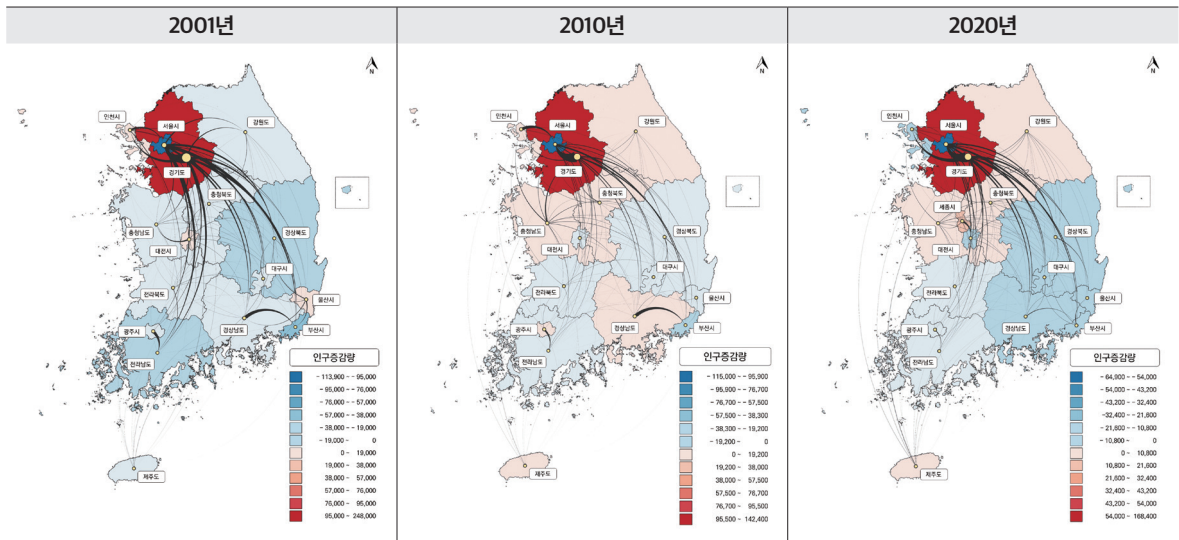 2001년
N
인천시
서울시
강원도
경기도
충청북도
충청남도
대전시
경상북도
대구시
전라북도
울산시
광주시
경상남도
부산시
전라남도
제주도
인구증감량
-113,900 - -95,000
-95,000 - -76,000
-76,000 - -57,000
-57,000 - -38,000
-38,000 - -19,000
-19,000 - 0
0 - 19,000
19,000 - 38,000
38,000 - 57,000
57,000 - 76,000
76,000 - 95,000
95,000 - 248,000
2010년
N
인천시
서울시
강원도
경기도
충청북도
충청남도
대전시
경상북도
대구시
전라북도
울산시
광주시
경상남도
부산시
전라남도
제주도
인구증감량
-115,000 - -95,900
-95,900 - -76,700
-76,700 - -57,500
-57,500 - -38,300
-38,300 - -19,200
-19,200 - 0
0 - 19,200
19,200 - 38,000
38,000 - 57,500
57,500 - 76,700
76,700 - 95,500
95,500 - 142,400
2020년
N
인천시
서울시
강원도
경기도
충청북도
세종시
충청남도
대전시
경상북도
대구시
전라북도
울산시
광주시
경상남도
부산시
전라남도
제주도
인구증감량
-64,900 - -54,000
-54,000 - -43,200
-43,200 - -32,400
-32,400 - -21,600
-21,600 - -10,800
-10,800 - 0
0 - 10,800
10,800 - 21,600
21,600 - 32,400
32,400 - 43,200
43,200 - 54,000
54,000 - 168,400